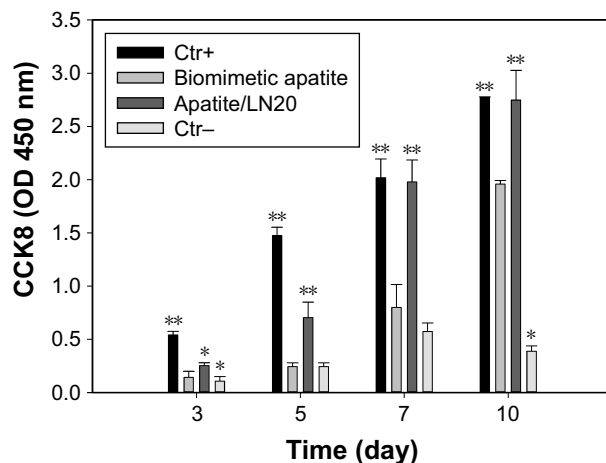 3.5
3.0
2.5
2.0
1.5
1.0
0.5
0.0
CCK8 (OD 450 nm)
Ctr+
Biomimetic apatite
Apatite/LN20
Ctr–
** * *
** **
** **
** ** *
3 5 7 10
Time (day)